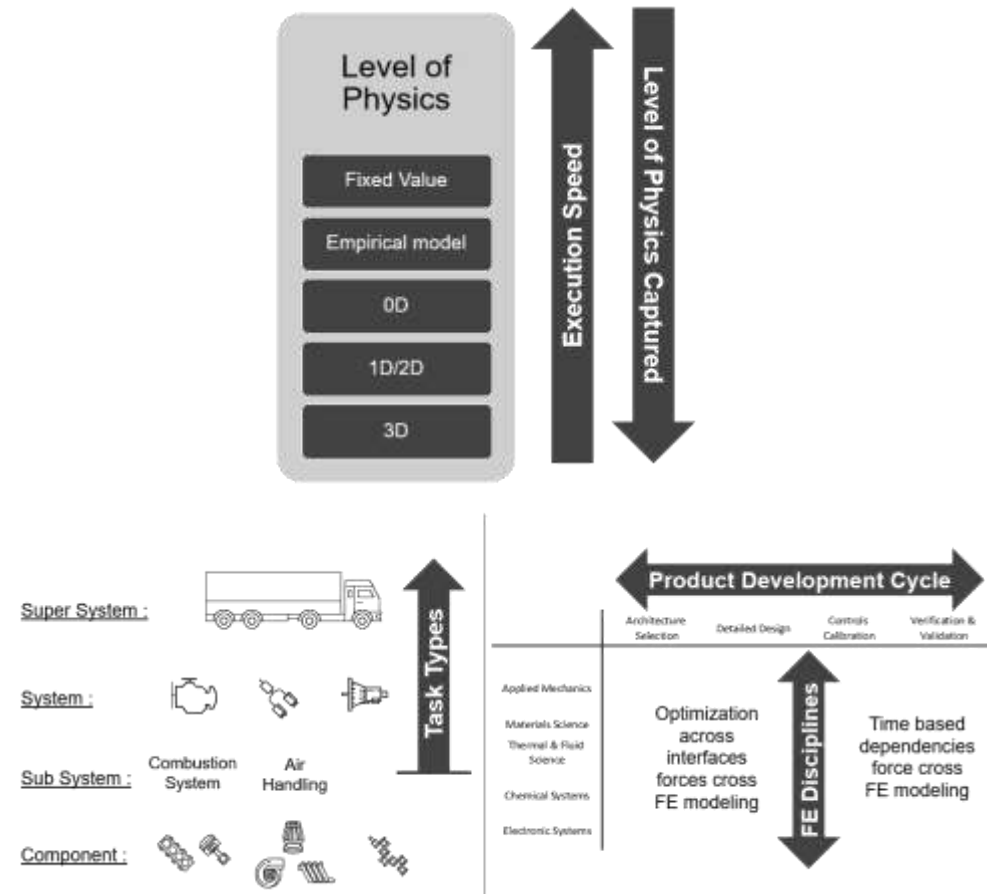 Level of
Physics
Fixed Value
Empirical model
0D
1D/2D
3D
Execution Speed
Level of Physics Captured
Super System :
System :
Sub System :
Combustion
System
Air
Handling
Component :
Task Types
Product Development Cycle
Architecture
Selection
Detailed Design
Controls
Calibration
Verification &
Validation
Applied Mechanics
Materials Science
Thermal & Fluid
Science
Chemical Systems
Electronic Systems
Optimization
across
interfaces
forces cross
FE modeling
FE Disciplines
Time based
dependencies
force cross
FE modeling